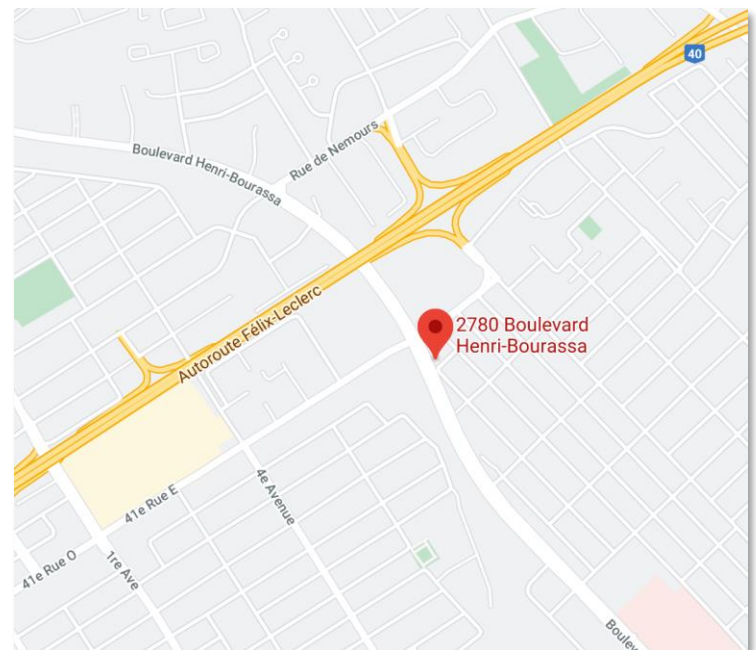 40
Boulevard Henri-Bourassa
Rue de Nemours
Autoroute Félix-Leclerc
2780 Boulevard
Henri-Bourassa
41e Rue E
4e Avenue
41e Rue O
1re Ave